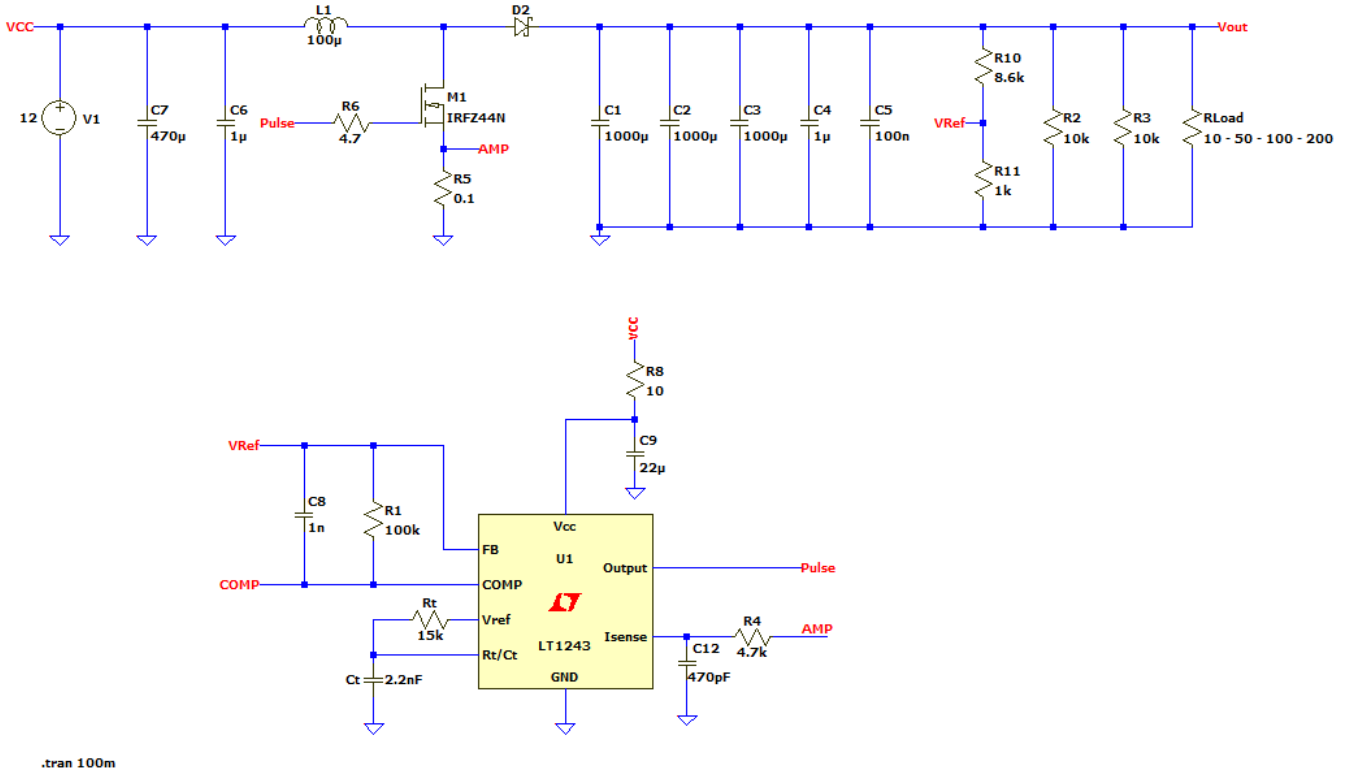 VCC
12
V1
C7
470µ
C6
1µ
L1
100µ
D2
Pulse
R6
4.7
M1
IRFZ44N
AMP
R5
0.1
C1
1000µ
C2
1000µ
C3
1000µ
C4
1µ
C5
100n
R10
8.6k
VRef
R11
1k
R2
10k
R3
10k
RLoad
10 - 50 - 100 - 200
Vout
VCC
R8
10
C9
22µ
VRef
C8
1n
R1
100k
COMP
Rt
15k
Ct
2.2nF
Vcc
U1
FB
COMP
Vref
Rt/Ct
Output
Isense
LT1243
GND
Pulse
R4
4.7k
AMP
C12
470pF
.tran 100m